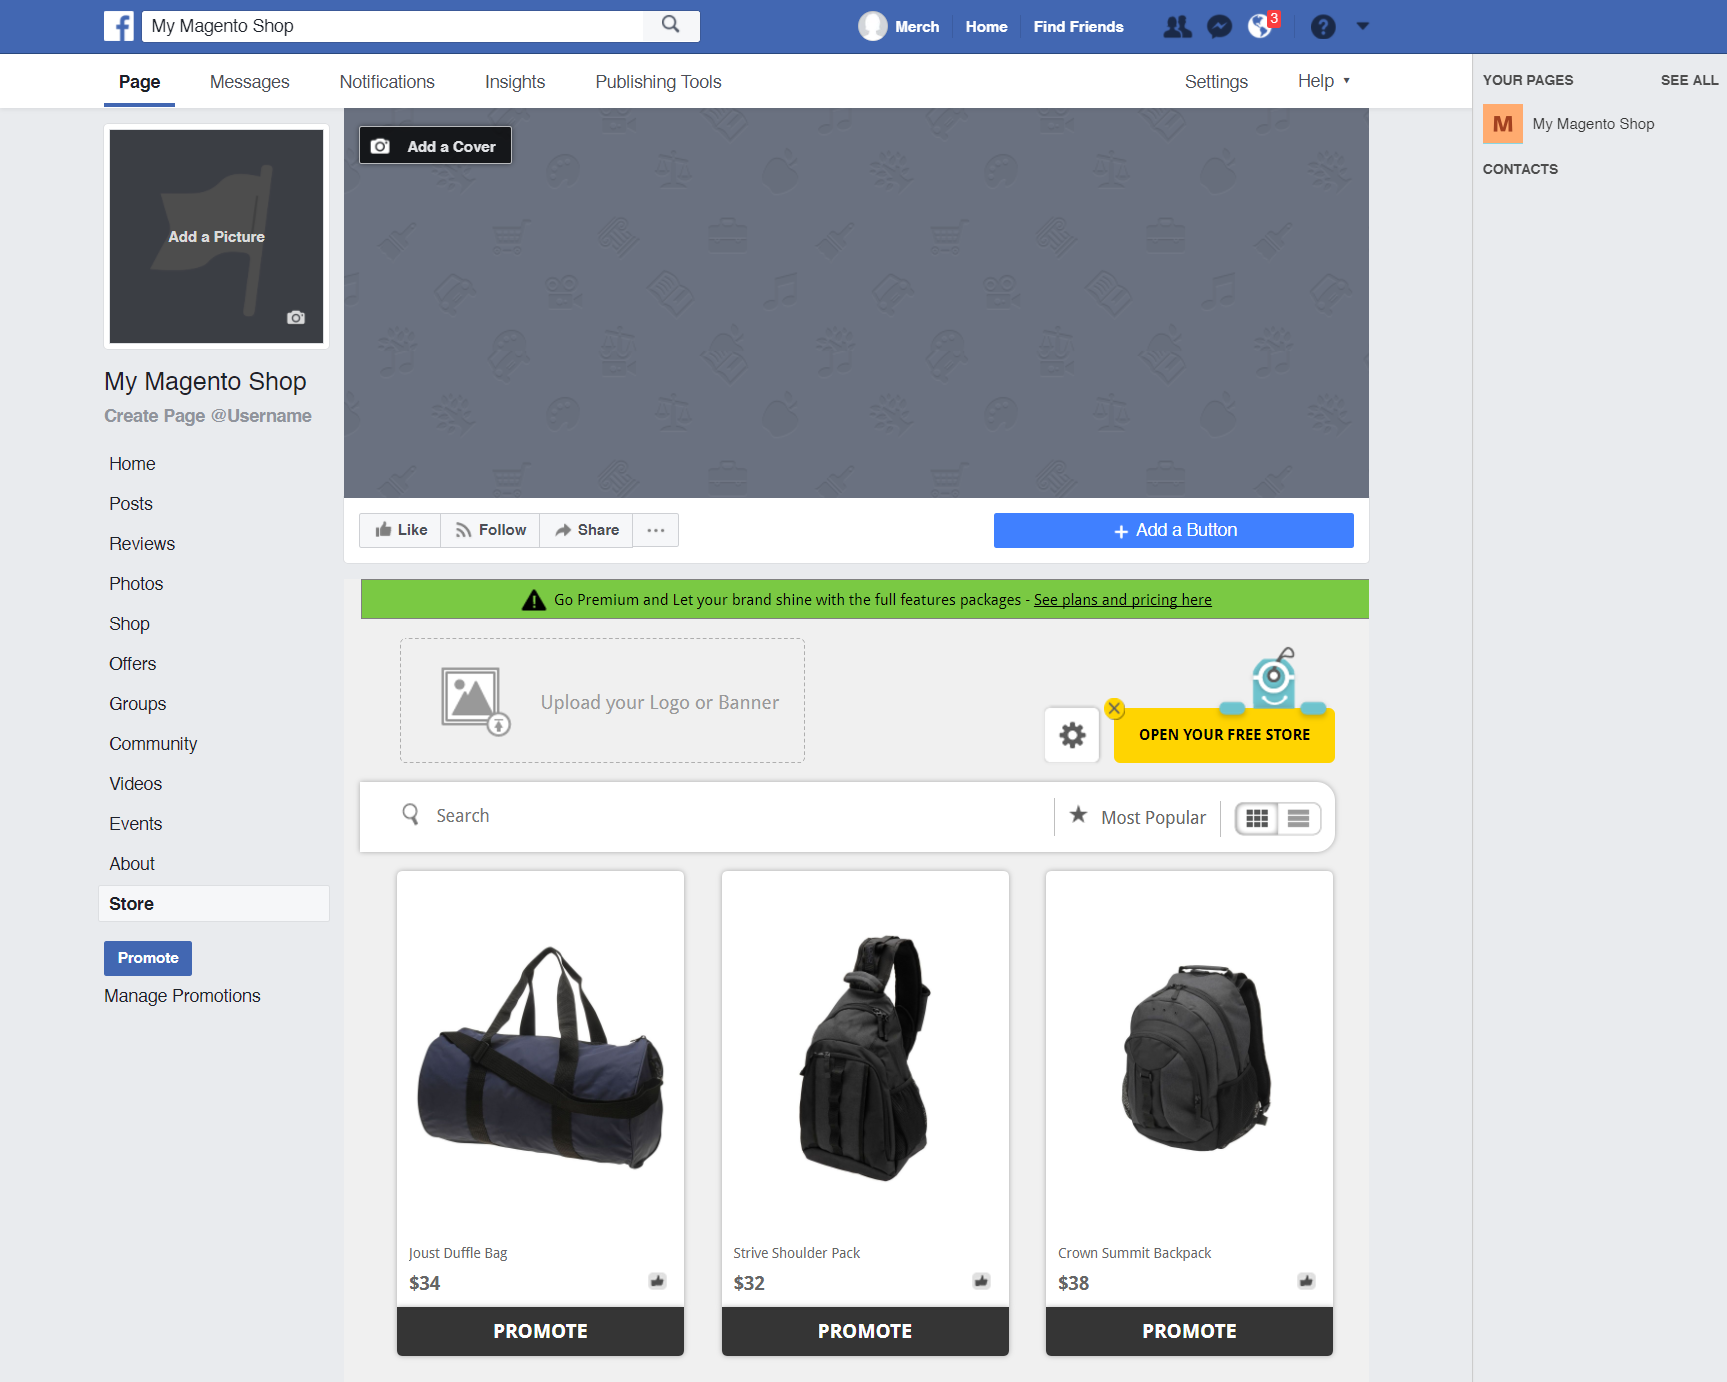 My Magento Shop
Merch
Home
Find Friends
3
Page
Messages
Notifications
Insights
Publishing Tools
Settings
Help
YOUR PAGES
SEE ALL
M
My Magento Shop
CONTACTS
Add a Cover
Add a Picture
My Magento Shop
Create Page @Username
Home
Posts
Reviews
Photos
Shop
Offers
Groups
Community
Videos
Events
About
Store
Promote
Manage Promotions
Like
Follow
Share
+ Add a Button
Go Premium and Let your brand shine with the full features packages - See plans and pricing here
Upload your Logo or Banner
OPEN YOUR FREE STORE
Search
Most Popular
Joust Duffle Bag
$34
PROMOTE
Strive Shoulder Pack
$32
PROMOTE
Crown Summit Backpack
$38
PROMOTE